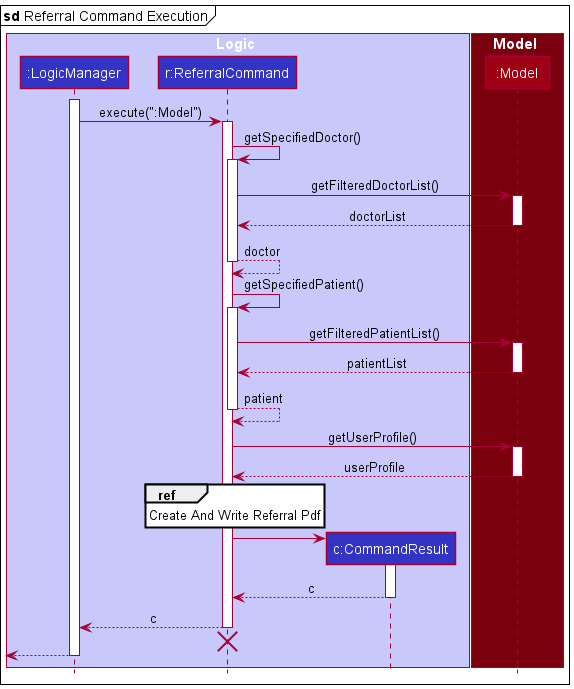 sd Referral Command Execution
Logic
Model
:LogicManager
r:ReferralCommand
:Model
execute(":Model")
getSpecifiedDoctor()
getFilteredDoctorList()
doctorList
doctor
getSpecifiedPatient()
getFilteredPatientList()
patientList
patient
getUserProfile()
userProfile
ref
Create And Write Referral Pdf
c:CommandResult
c
c